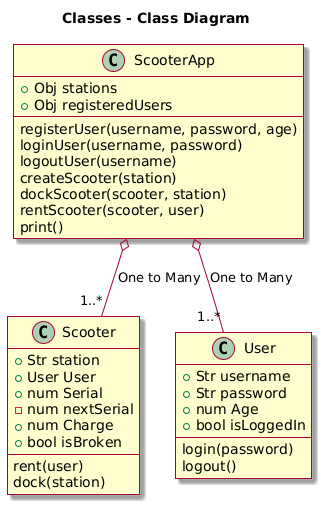 Classes - Class Diagram
C ScooterApp
Obj stations
Obj registeredUsers
registerUser(username, password, age)
loginUser(username, password)
logoutUser(username)
createScooter(station)
dockScooter(scooter, station)
rentScooter(scooter, user)
print()
One to Many
1..*
One to Many
1..*
C Scooter
Str station
User User
num Serial
num nextSerial
num Charge
bool isBroken
rent(user)
dock(station)
C User
Str username
Str password
num Age
bool isLoggedIn
login(password)
logout()